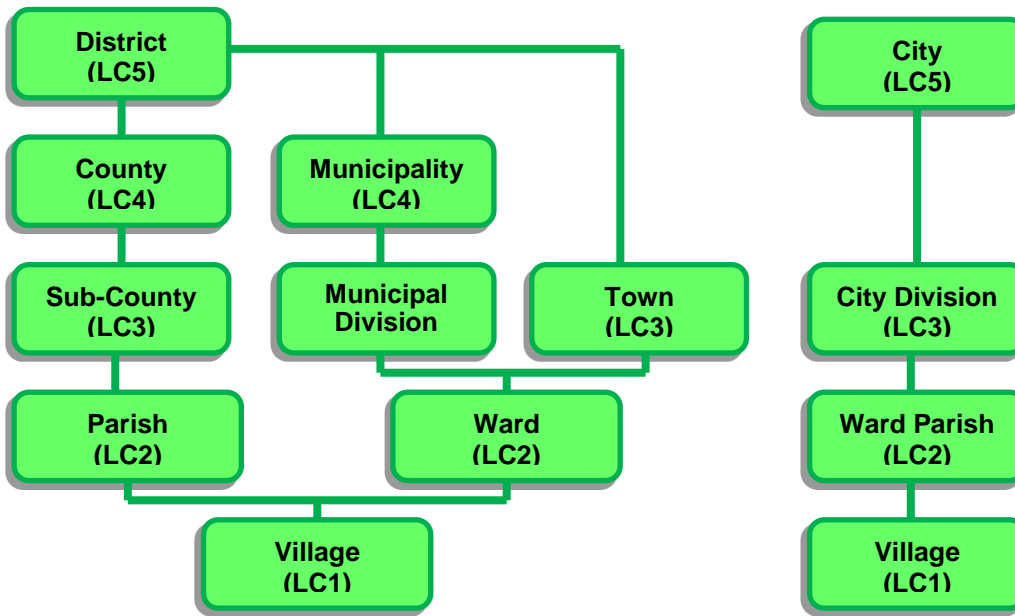 District
(LC5)
City
(LC5)
County
(LC4)
Municipality
(LC4)
Sub-County
(LC3)
Municipal
Division
Town
(LC3)
City Division
(LC3)
Parish
(LC2)
Ward
(LC2)
Ward Parish
(LC2)
Village
(LC1)
Village
(LC1)